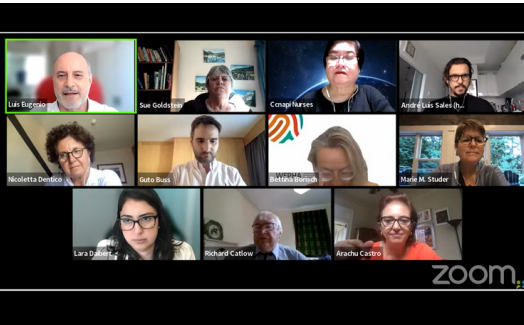 Luis Eugenio
Sue Goldstein
Ccnapi Nurses
André Luis Sales (h...
Nicoletta Dentico
Guto Buss
Bettina Borisch
Marie M. Studer
Lara Daibert
Richard Catlow
Arachu Castro
zoom